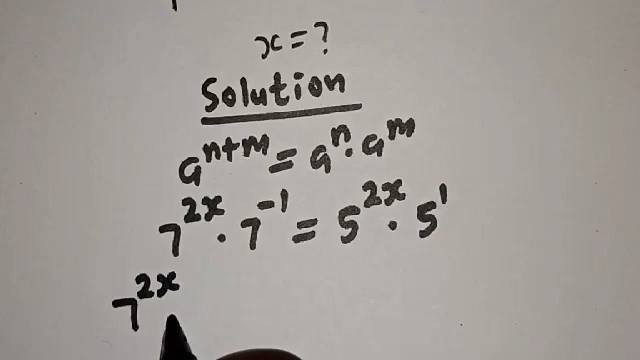 x=?
Solution
a^{n+m} = a^n · a^m
7^{2x} · 7^{-1} = 5^{2x} · 5^1
7^{2x}